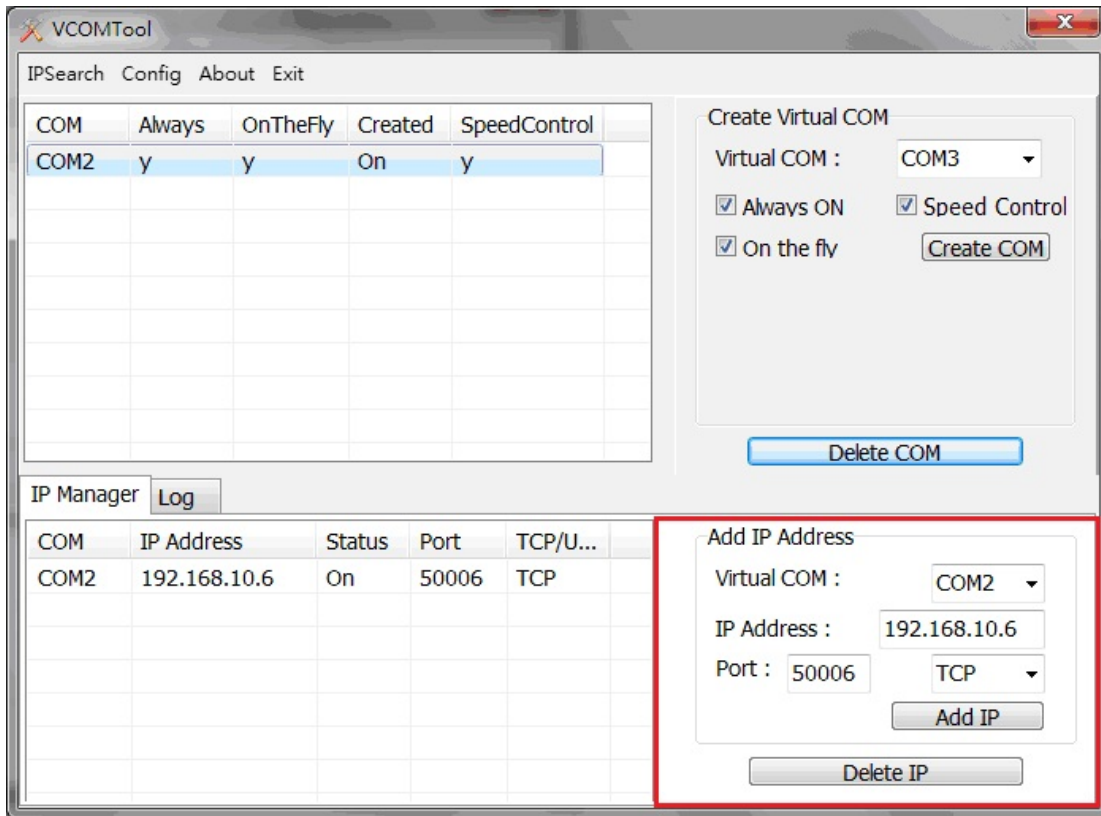 VCOMTool
IPSearch Config About Exit
COM Always OnTheFly Created SpeedControl
COM2 y y On y
Create Virtual COM
Virtual COM : COM3
Always ON Speed Control
On the fly Create COM
Delete COM
IP Manager Log
COM IP Address Status Port TCP/U...
COM2 192.168.10.6 On 50006 TCP
Add IP Address
Virtual COM : COM2
IP Address : 192.168.10.6
Port : 50006 TCP
Add IP
Delete IP